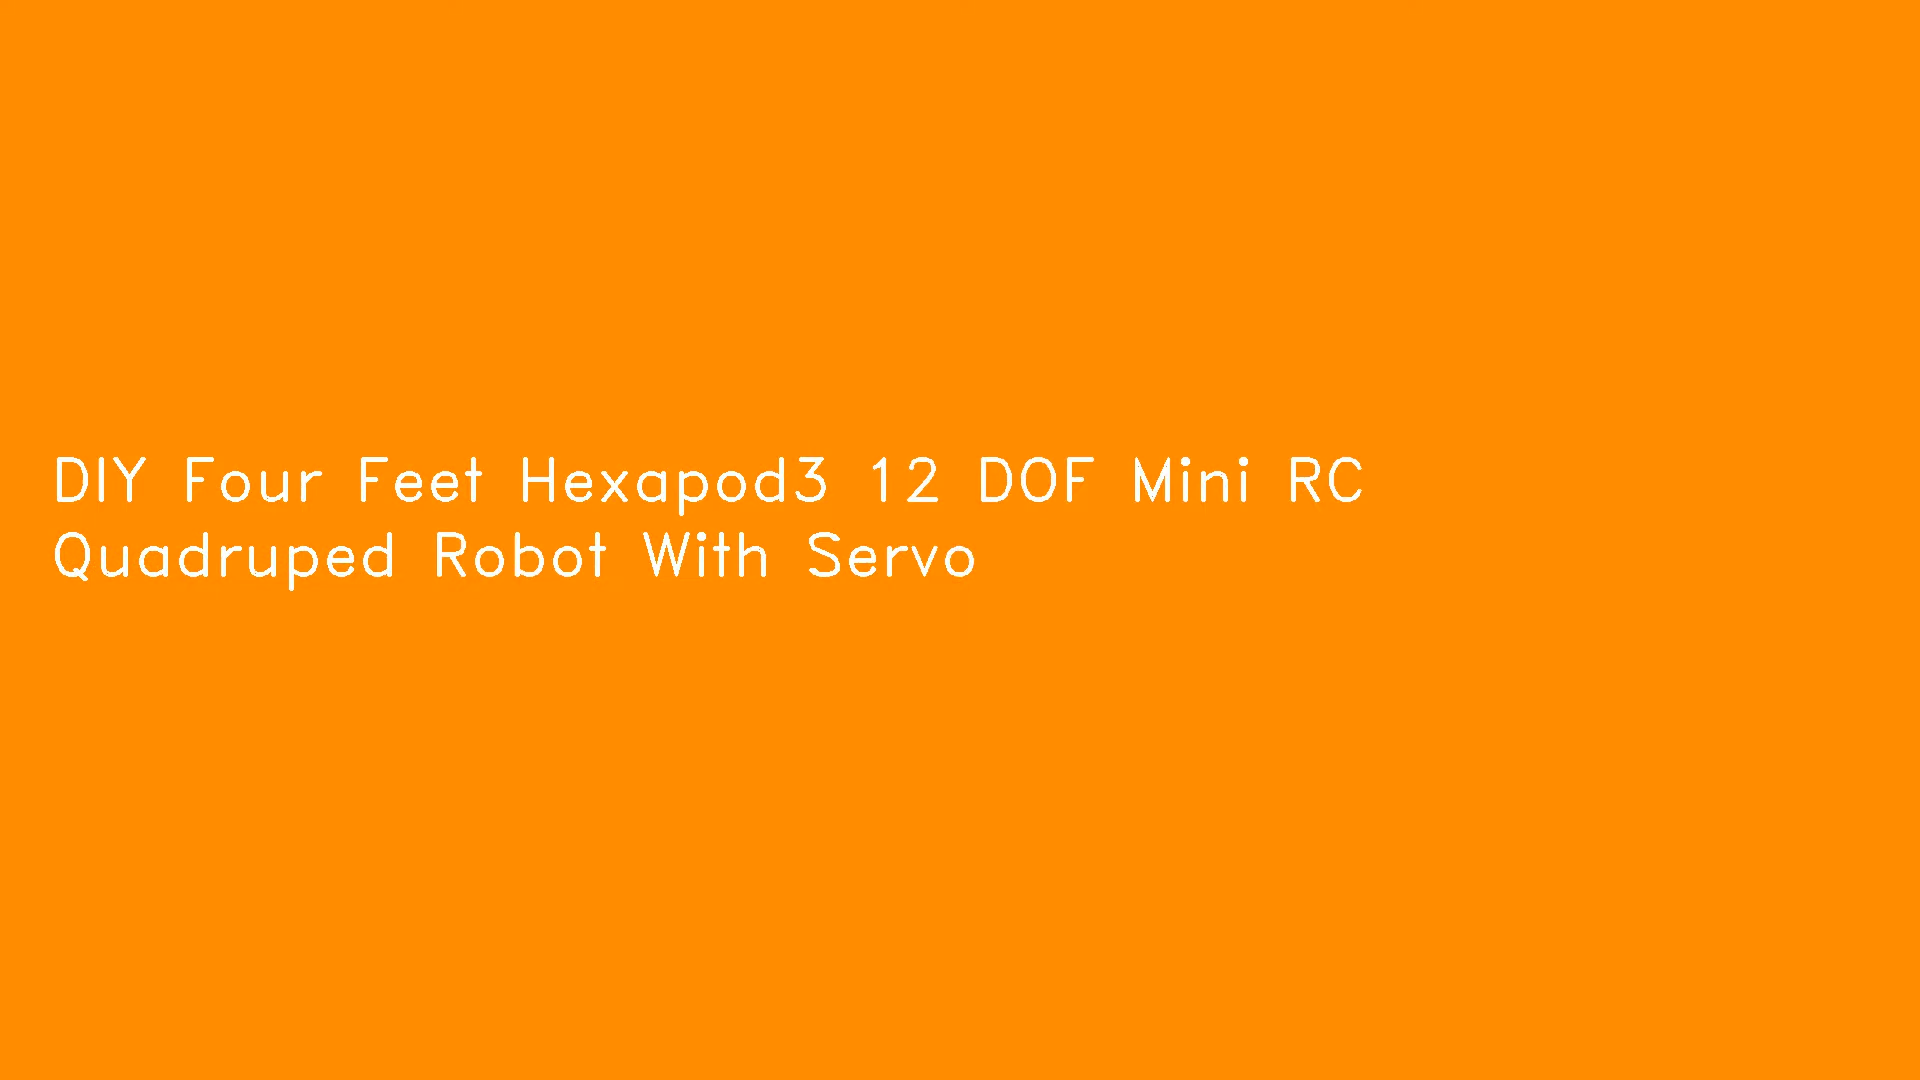 DIY Four Feet Hexapod3 12 DOF Mini RC
Quadruped Robot With Servo